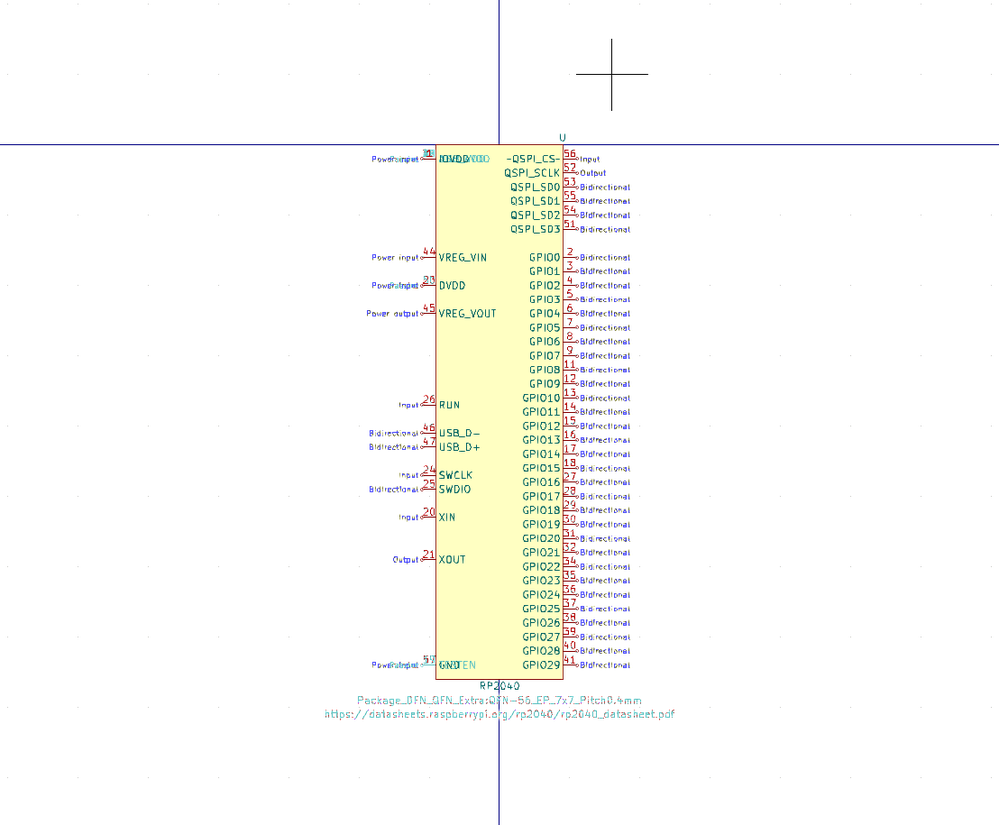 U
Power input 1 IOVDD
44 VREG_VIN
Power input
DVDD
Power output 45 VREG_VOUT
Input 26 RUN
Bidirectional 46 USB_D-
Bidirectional 47 USB_D+
Input 24 SWCLK
Bidirectional 25 SWDIO
Input 20 XIN
Output 21 XOUT
GND
-QSPI_CS- 56 Input
QSPI_SCLK 52 Output
QSPI_SD0 53 Bidirectional
QSPI_SD1 55 Bidirectional
QSPI_SD2 54 Bidirectional
QSPI_SD3 51 Bidirectional
GPIO0 2 Bidirectional
GPIO1 3 Bidirectional
GPIO2 4 Bidirectional
GPIO3 5 Bidirectional
GPIO4 6 Bidirectional
GPIO5 7 Bidirectional
GPIO6 8 Bidirectional
GPIO7 9 Bidirectional
GPIO8 11 Bidirectional
GPIO9 12 Bidirectional
GPIO10 13 Bidirectional
GPIO11 14 Bidirectional
GPIO12 15 Bidirectional
GPIO13 16 Bidirectional
GPIO14 17 Bidirectional
GPIO15 18 Bidirectional
GPIO16 27 Bidirectional
GPIO17 28 Bidirectional
GPIO18 29 Bidirectional
GPIO19 30 Bidirectional
GPIO20 31 Bidirectional
GPIO21 32 Bidirectional
GPIO22 34 Bidirectional
GPIO23 35 Bidirectional
GPIO24 36 Bidirectional
GPIO25 37 Bidirectional
GPIO26 38 Bidirectional
GPIO27 39 Bidirectional
GPIO28 40 Bidirectional
GPIO29 41 Bidirectional
RP2040
Package_DFN_QFN_Extra:QFN-56_EP_7x7_Pitch0.4mm
https://datasheets.raspberrypi.org/rp2040/rp2040_datasheet.pdf